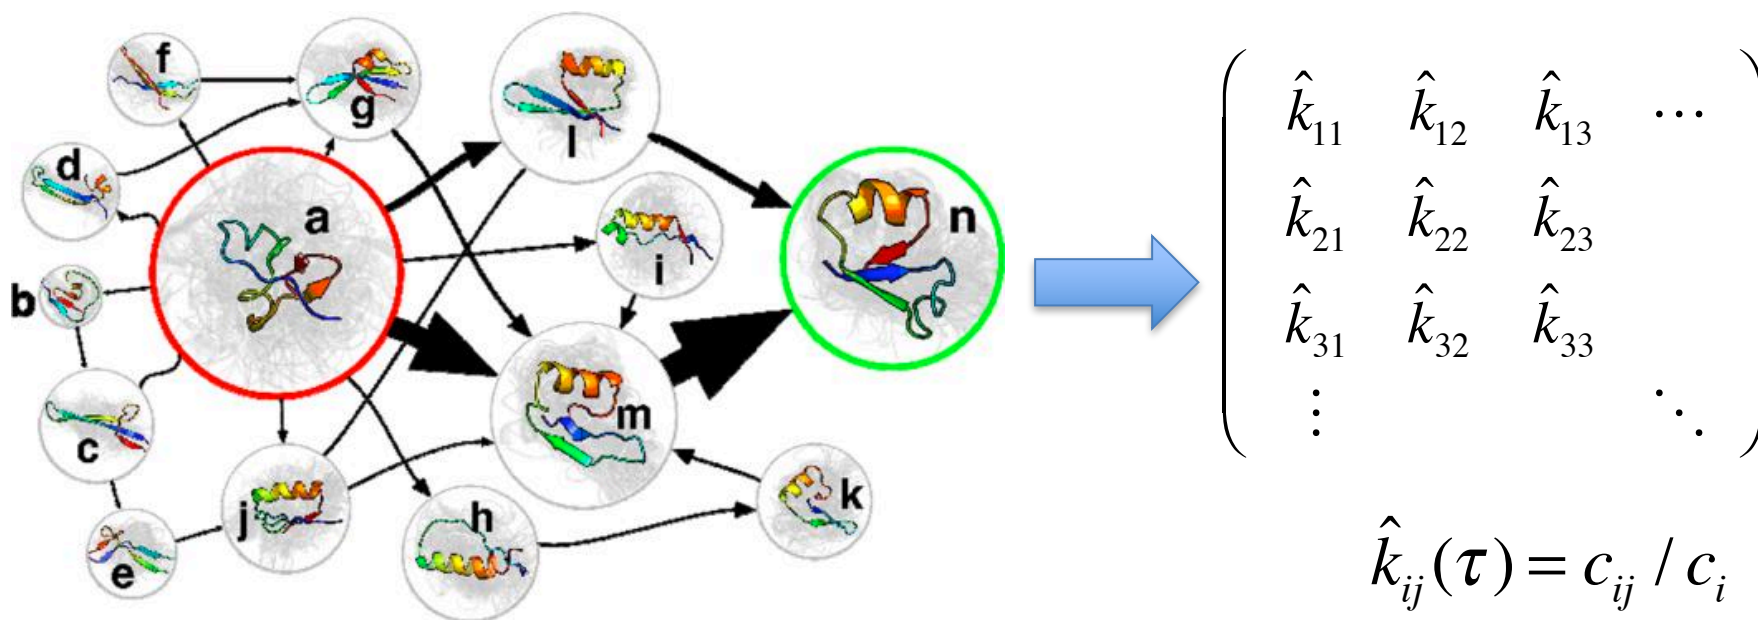 f
g
l
d
a
n
i
b
m
c
k
j
h
e
k̂₁₁ k̂₁₂ k̂₁₃ ⋯
k̂₂₁ k̂₂₂ k̂₂₃
k̂₃₁ k̂₃₂ k̂₃₃
⋮ ⋱
k̂ᵢⱼ(τ) = cᵢⱼ / cᵢ